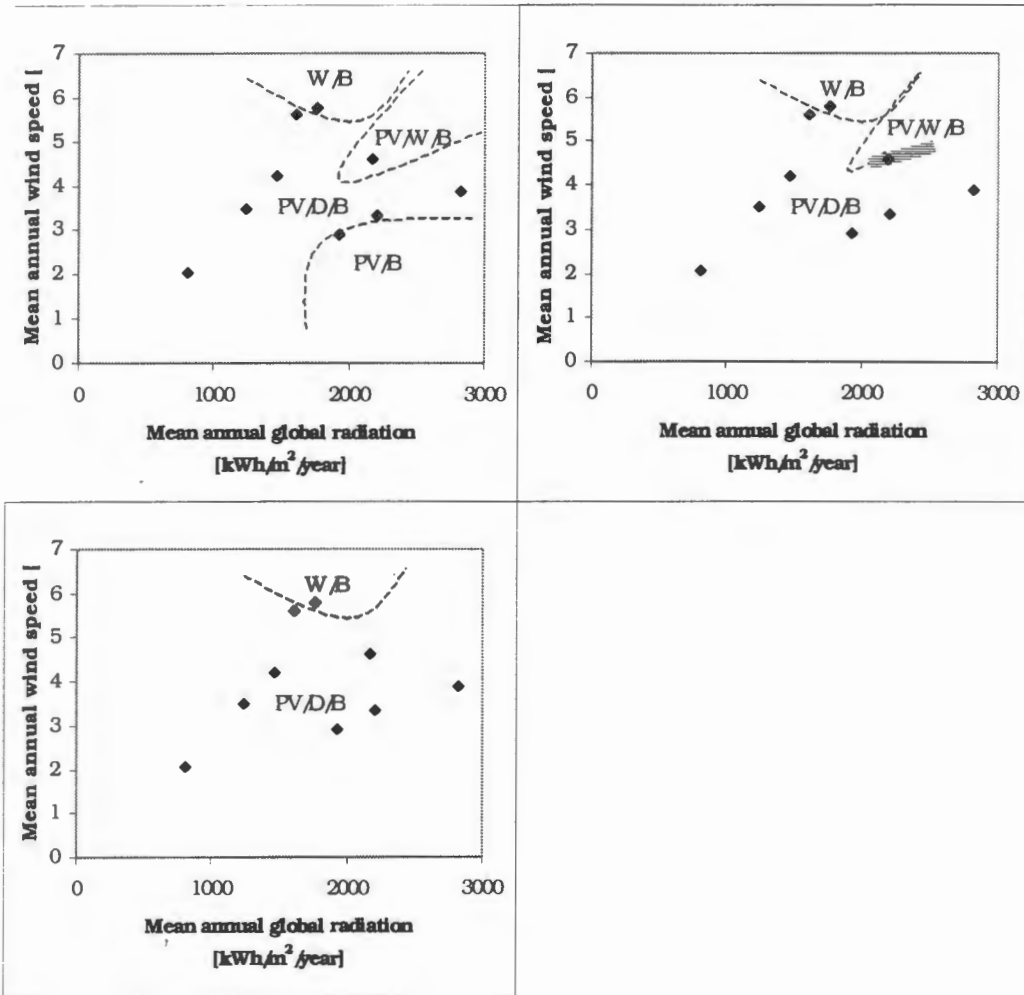 Mean annual wind speed [
7
6
5
4
3
2
1
0
W/B
PV/W/B
PV/D/B
PV/B
0 1000 2000 3000
Mean annual global radiation
[kWh/m²/year]
Mean annual wind speed [
7
6
5
4
3
2
1
0
W/B
PV/W/B
PV/D/B
0 1000 2000 3000
Mean annual global radiation
[kWh/m²/year]
Mean annual wind speed [
7
6
5
4
3
2
1
0
W/B
PV/D/B
0 1000 2000 3000
Mean annual global radiation
[kWh/m²/year]